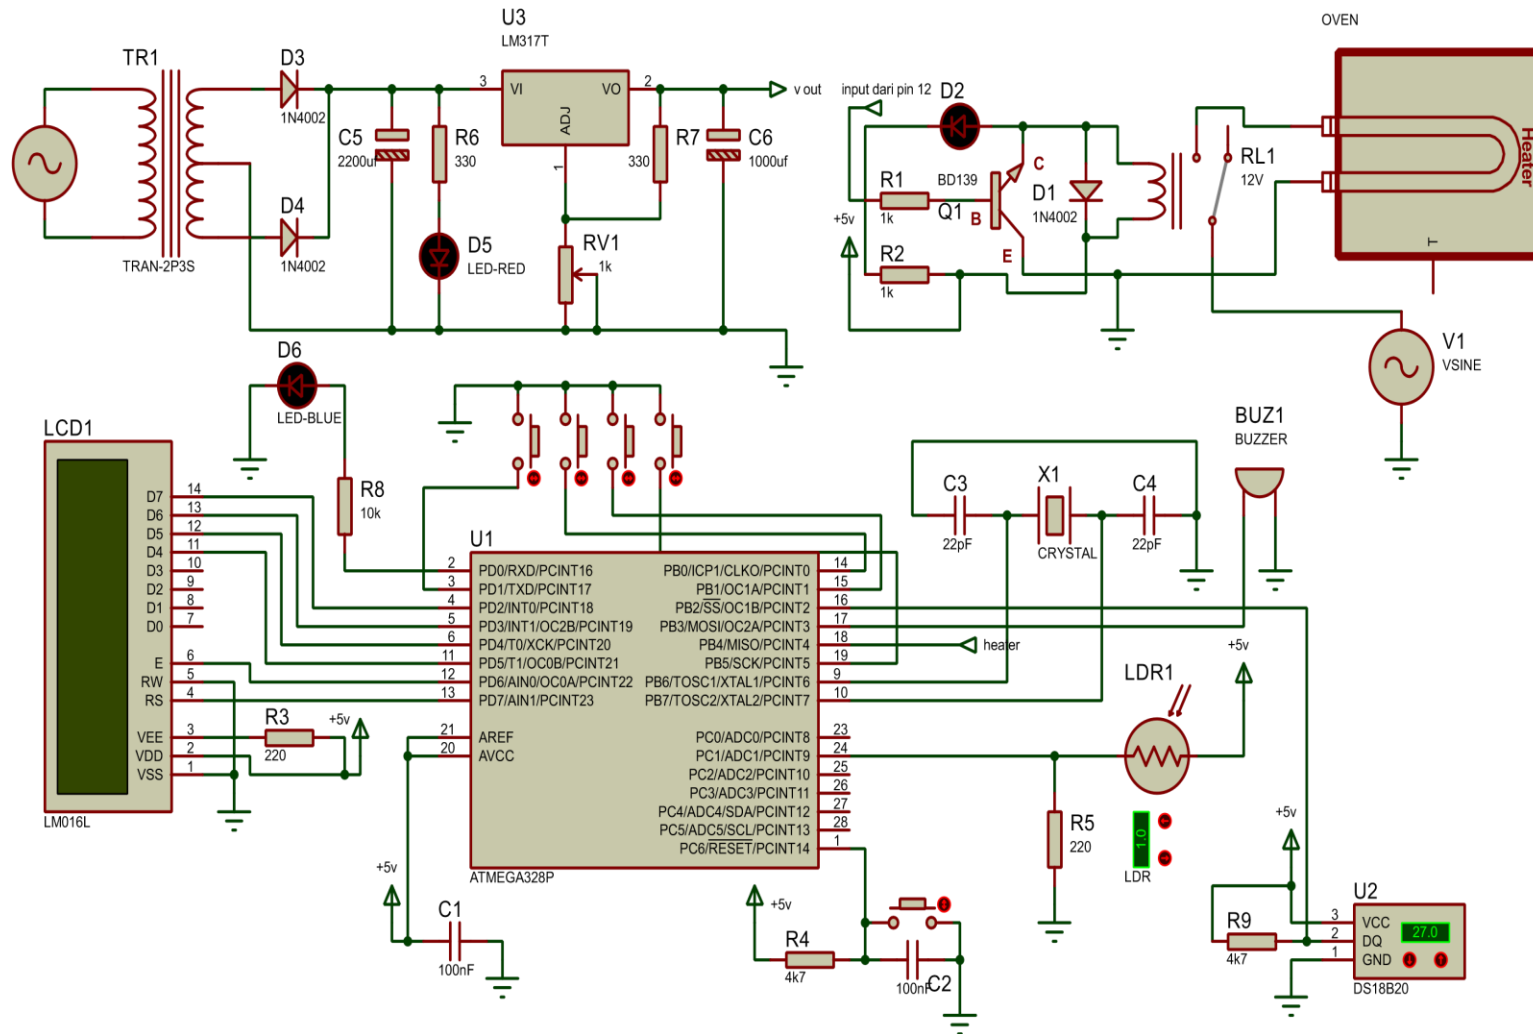 TR1
TRAN-2P3S
D3
1N4002
D4
1N4002
C5
2200uf
R6
330
D5
LED-RED
U3
LM317T
3
VI
VO
2
ADJ
1
R7
330
C6
1000uf
RV1
1k
v out
input dari pin 12
D2
R1
1k
+5v
R2
1k
BD139
Q1
C
B
E
D1
1N4002
RL1
12V
OVEN
Heater
T
V1
VSINE
D6
LED-BLUE
R8
10k
LCD1
D7
14
D6
13
D5
12
D4
11
D3
10
D2
9
D1
8
D0
7
E
6
RW
5
RS
4
VEE
3
VDD
2
VSS
1
LM016L
R3
220
+5v
U1
2
PD0/RXD/PCINT16
3
PD1/TXD/PCINT17
4
PD2/INT0/PCINT18
5
PD3/INT1/OC2B/PCINT19
6
PD4/T0/XCK/PCINT20
11
PD5/T1/OC0B/PCINT21
12
PD6/AIN0/OC0A/PCINT22
13
PD7/AIN1/PCINT23
21
AREF
20
AVCC
PB0/ICP1/CLKO/PCINT0
14
PB1/OC1A/PCINT1
15
PB2/SS/OC1B/PCINT2
16
PB3/MOSI/OC2A/PCINT3
17
PB4/MISO/PCINT4
18
PB5/SCK/PCINT5
19
PB6/TOSC1/XTAL1/PCINT6
9
PB7/TOSC2/XTAL2/PCINT7
10
PC0/ADC0/PCINT8
23
PC1/ADC1/PCINT9
24
PC2/ADC2/PCINT10
25
PC3/ADC3/PCINT11
26
PC4/ADC4/SDA/PCINT12
27
PC5/ADC5/SCL/PCINT13
28
PC6/RESET/PCINT14
1
ATMEGA328P
heater
C3
22pF
X1
CRYSTAL
C4
22pF
BUZ1
BUZZER
LDR1
+5v
1.0
LDR
R5
220
+5v
C1
100nF
+5v
R4
4k7
100nF
C2
+5v
R9
4k7
U2
3
VCC
2
DQ
1
GND
27.0
DS18B20